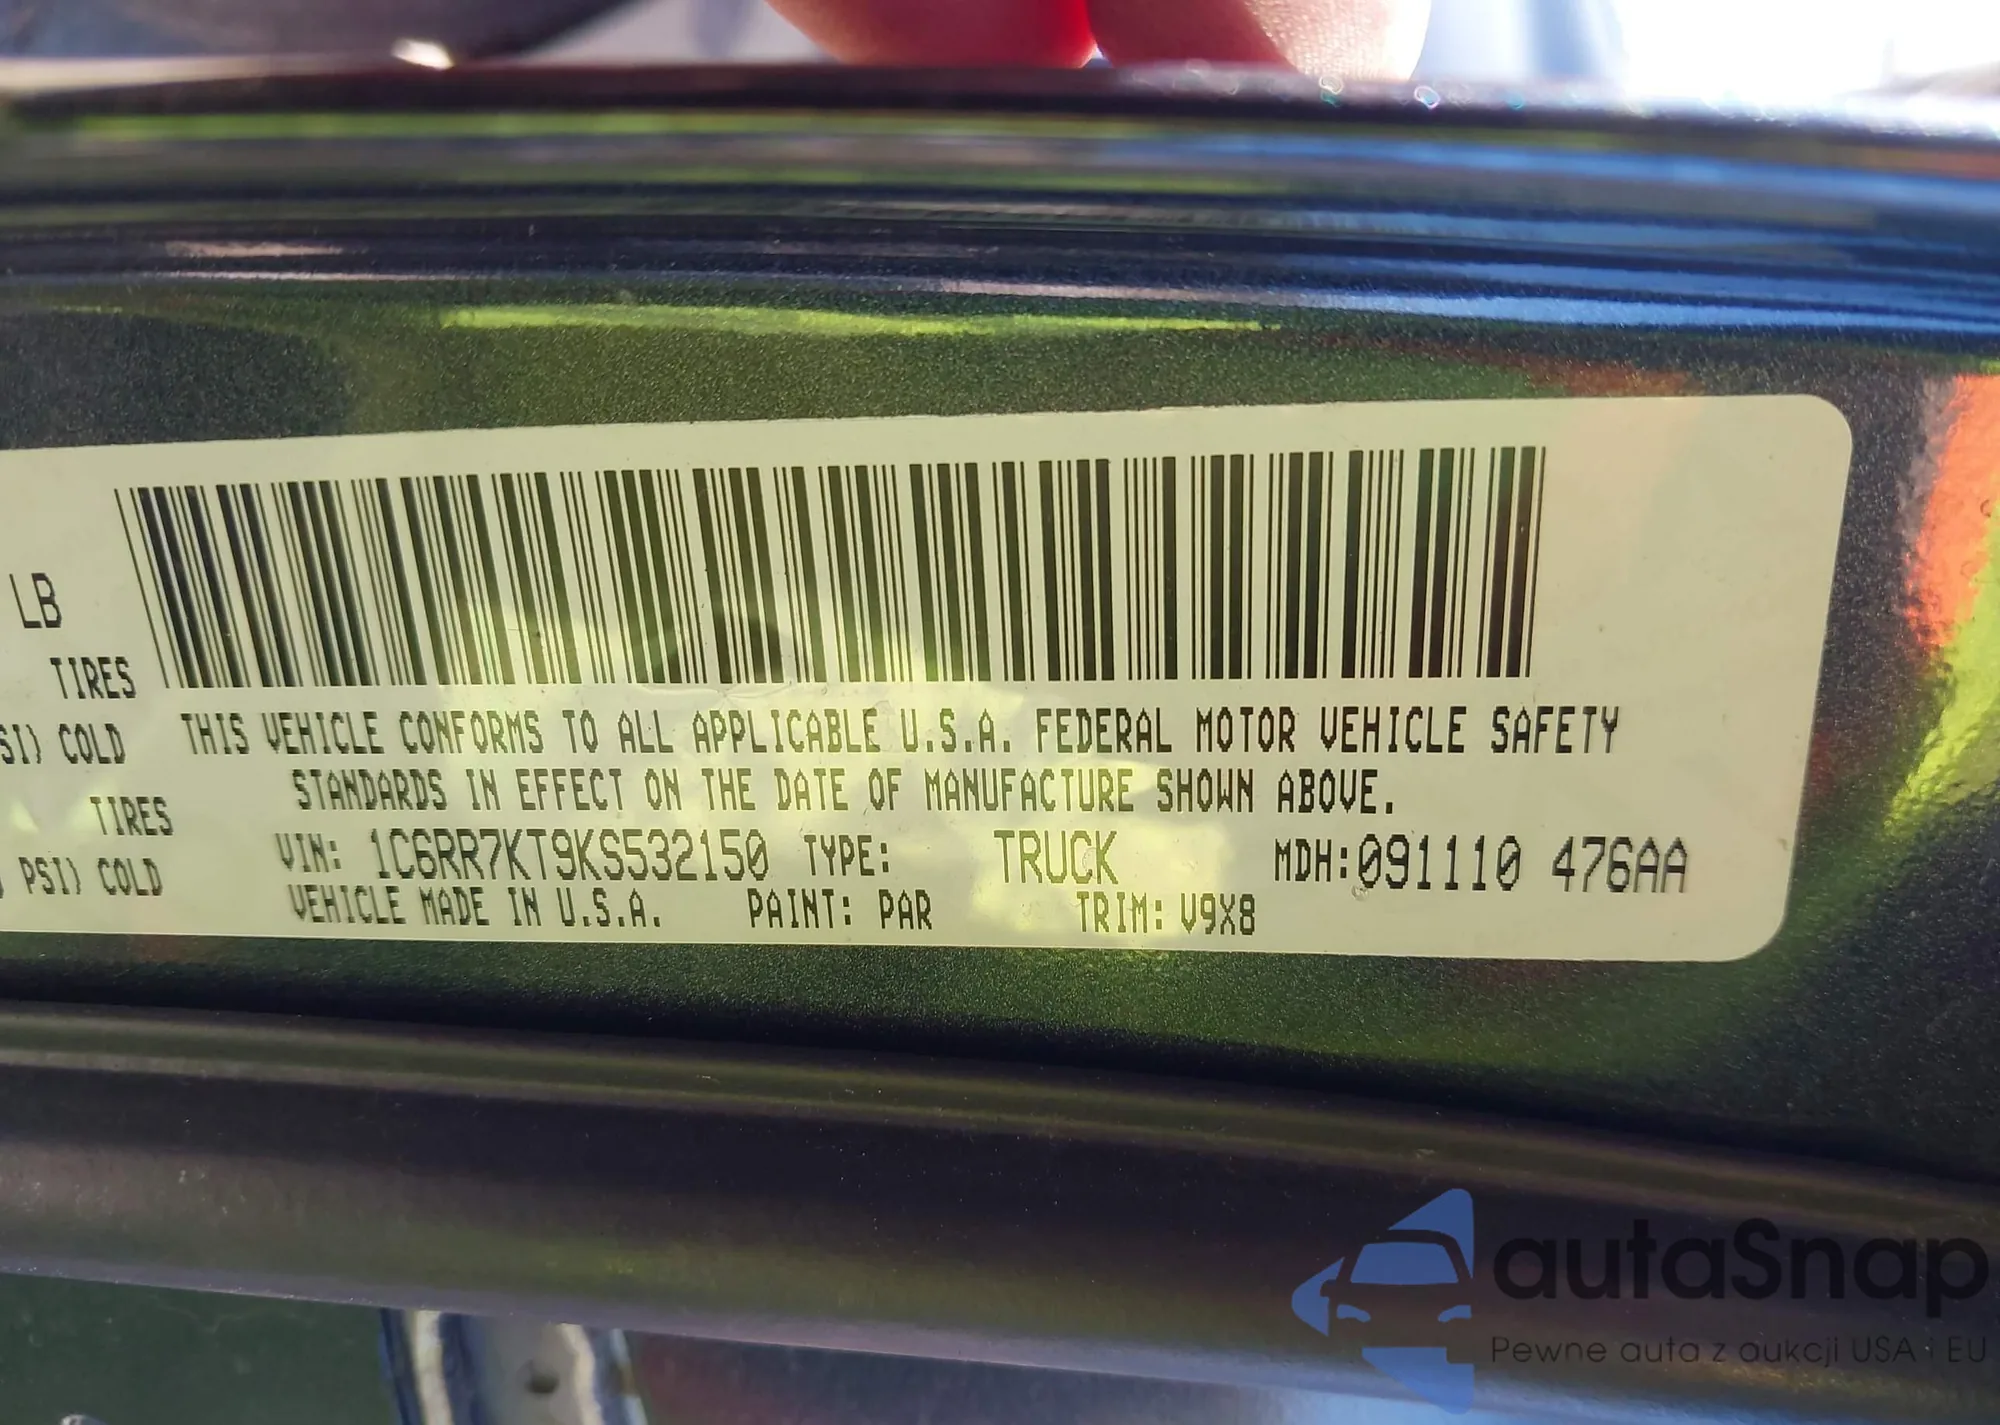 LB
TIRES
SI) COLD
TIRES
PSI) COLD
THIS VEHICLE CONFORMS TO ALL APPLICABLE U.S.A. FEDERAL MOTOR VEHICLE SAFETY
STANDARDS IN EFFECT ON THE DATE OF MANUFACTURE SHOWN ABOVE.
VIN: 1C6RR7KT9KS532150 TYPE: TRUCK MDH:091110 476AA
VEHICLE MADE IN U.S.A. PAINT: PAR TRIM: V9X8
autaSnap
Pewne auta z aukcji USA i EU